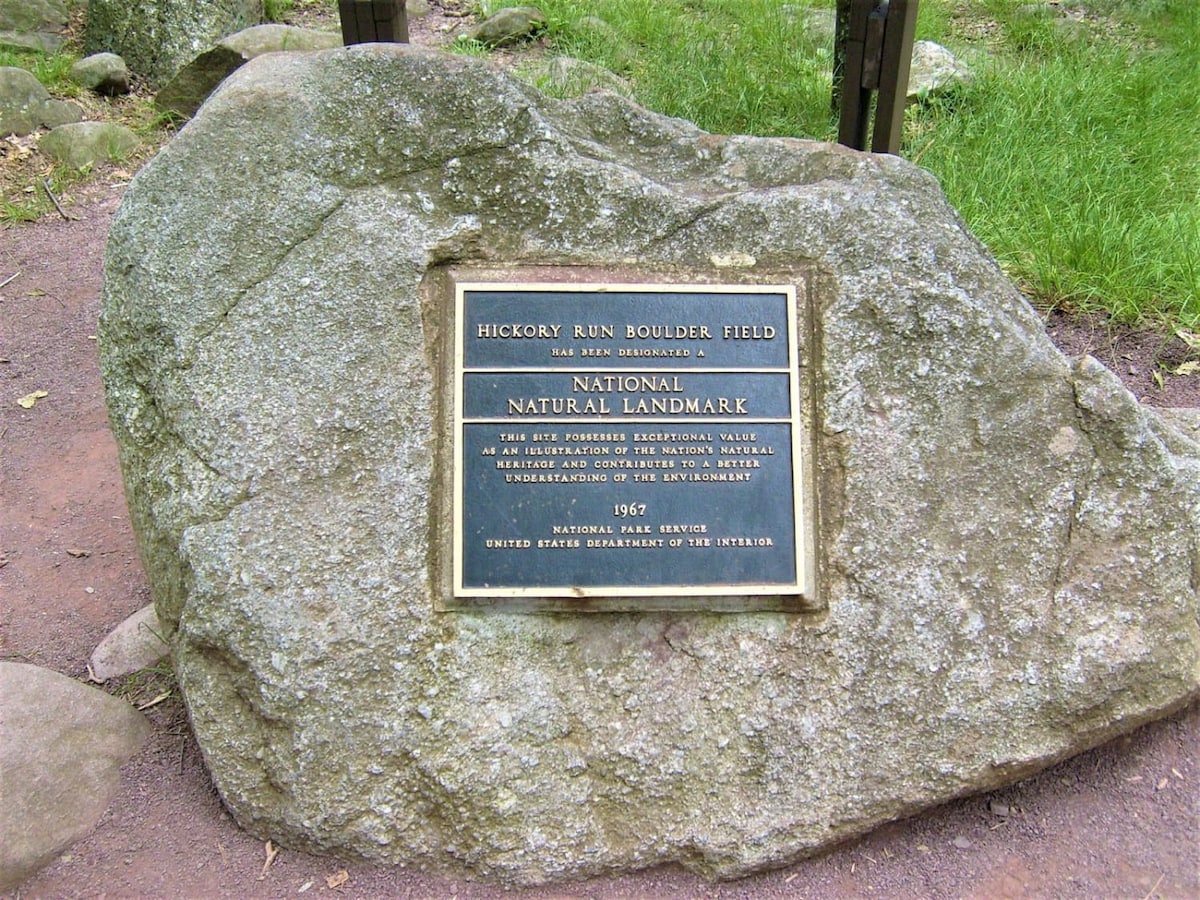 HICKORY RUN BOULDER FIELD
HAS BEEN DESIGNATED A
NATIONAL
NATURAL LANDMARK
THIS SITE POSSESSES EXCEPTIONAL VALUE
AS AN ILLUSTRATION OF THE NATION'S NATURAL
HERITAGE AND CONTRIBUTES TO A BETTER
UNDERSTANDING OF THE ENVIRONMENT
1967
NATIONAL PARK SERVICE
UNITED STATES DEPARTMENT OF THE INTERIOR